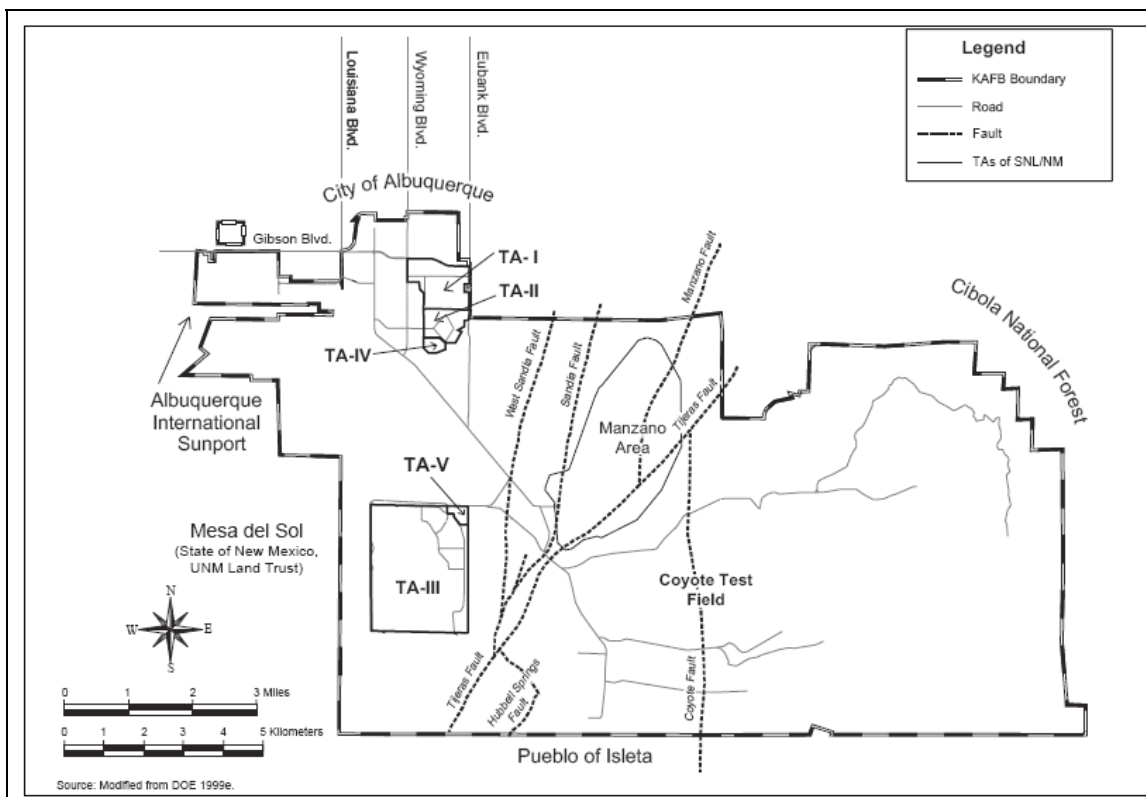 Louisiana Blvd.
Wyoming Blvd.
Eubank Blvd.
Legend
KAFB Boundary
Road
Fault
TAs of SNL/NM
City of Albuquerque
Gibson Blvd.
TA- I
TA-II
TA-IV
Albuquerque
International
Sunport
West Sandia Fault
Sandia Fault
Manzano Fault
Tijeras Fault
Manzano
Area
Cibola National Forest
TA-V
Mesa del Sol
(State of New Mexico,
UNM Land Trust)
TA-III
Coyote Test
Field
N
W E
S
Tijeras Fault
Hubbell Springs
Fault
Coyote Fault
0 1 2 3 Miles
0 1 2 3 4 5 Kilometers
Pueblo of Isleta
Source: Modified from DOE 1999e.